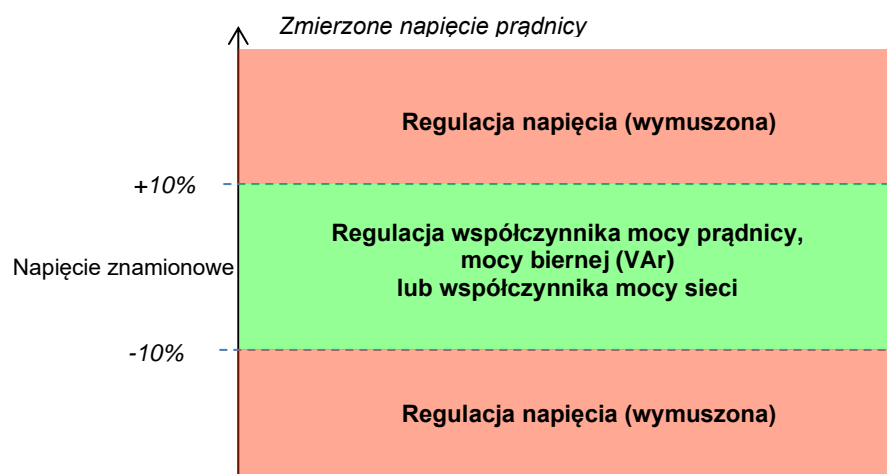 Zmierzone napięcie prądnicy
Regulacja napięcia (wymuszona)
+10%
Regulacja współczynnika mocy prądnicy,
mocy biernej (VAr)
lub współczynnika mocy sieci
Napięcie znamionowe
-10%
Regulacja napięcia (wymuszona)